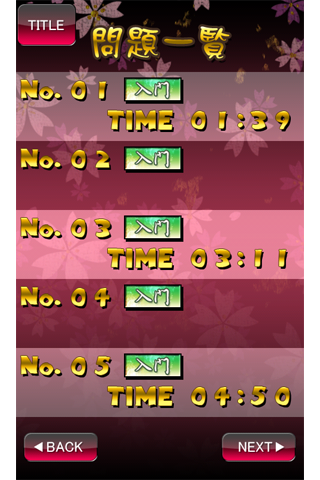 TITLE
問題一覧
No. 01 入門
TIME 01:39
No. 02 入門
No. 03 入門
TIME 03:11
No. 04 入門
No. 05 入門
TIME 04:50
◀BACK NEXT▶